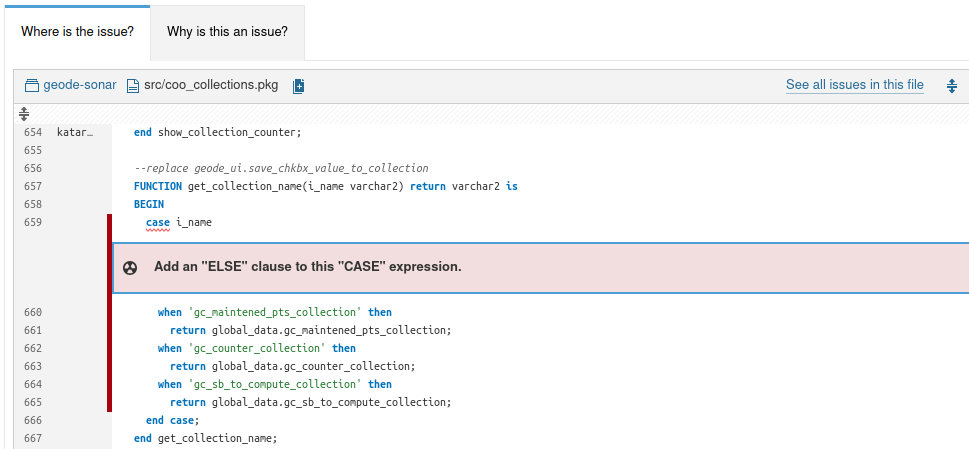 Where is the issue? Why is this an issue?
geode-sonar src/coo_collections.pkg See all issues in this file
654 katar… end show_collection_counter;
655
656 --replace geode_ui.save_chkbx_value_to_collection
657 FUNCTION get_collection_name(i_name varchar2) return varchar2 is
658 BEGIN
659 case i_name
Add an "ELSE" clause to this "CASE" expression.
660 when 'gc_maintened_pts_collection' then
661 return global_data.gc_maintened_pts_collection;
662 when 'gc_counter_collection' then
663 return global_data.gc_counter_collection;
664 when 'gc_sb_to_compute_collection' then
665 return global_data.gc_sb_to_compute_collection;
666 end case;
667 end get_collection_name;